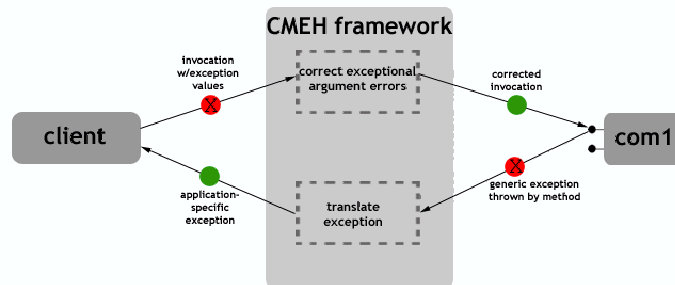 CMEH framework
invocation
w/exception
values
X
correct exceptional
argument errors
corrected
invocation
client
com1
X
application-
specific
exception
translate
exception
generic exception
thrown by method